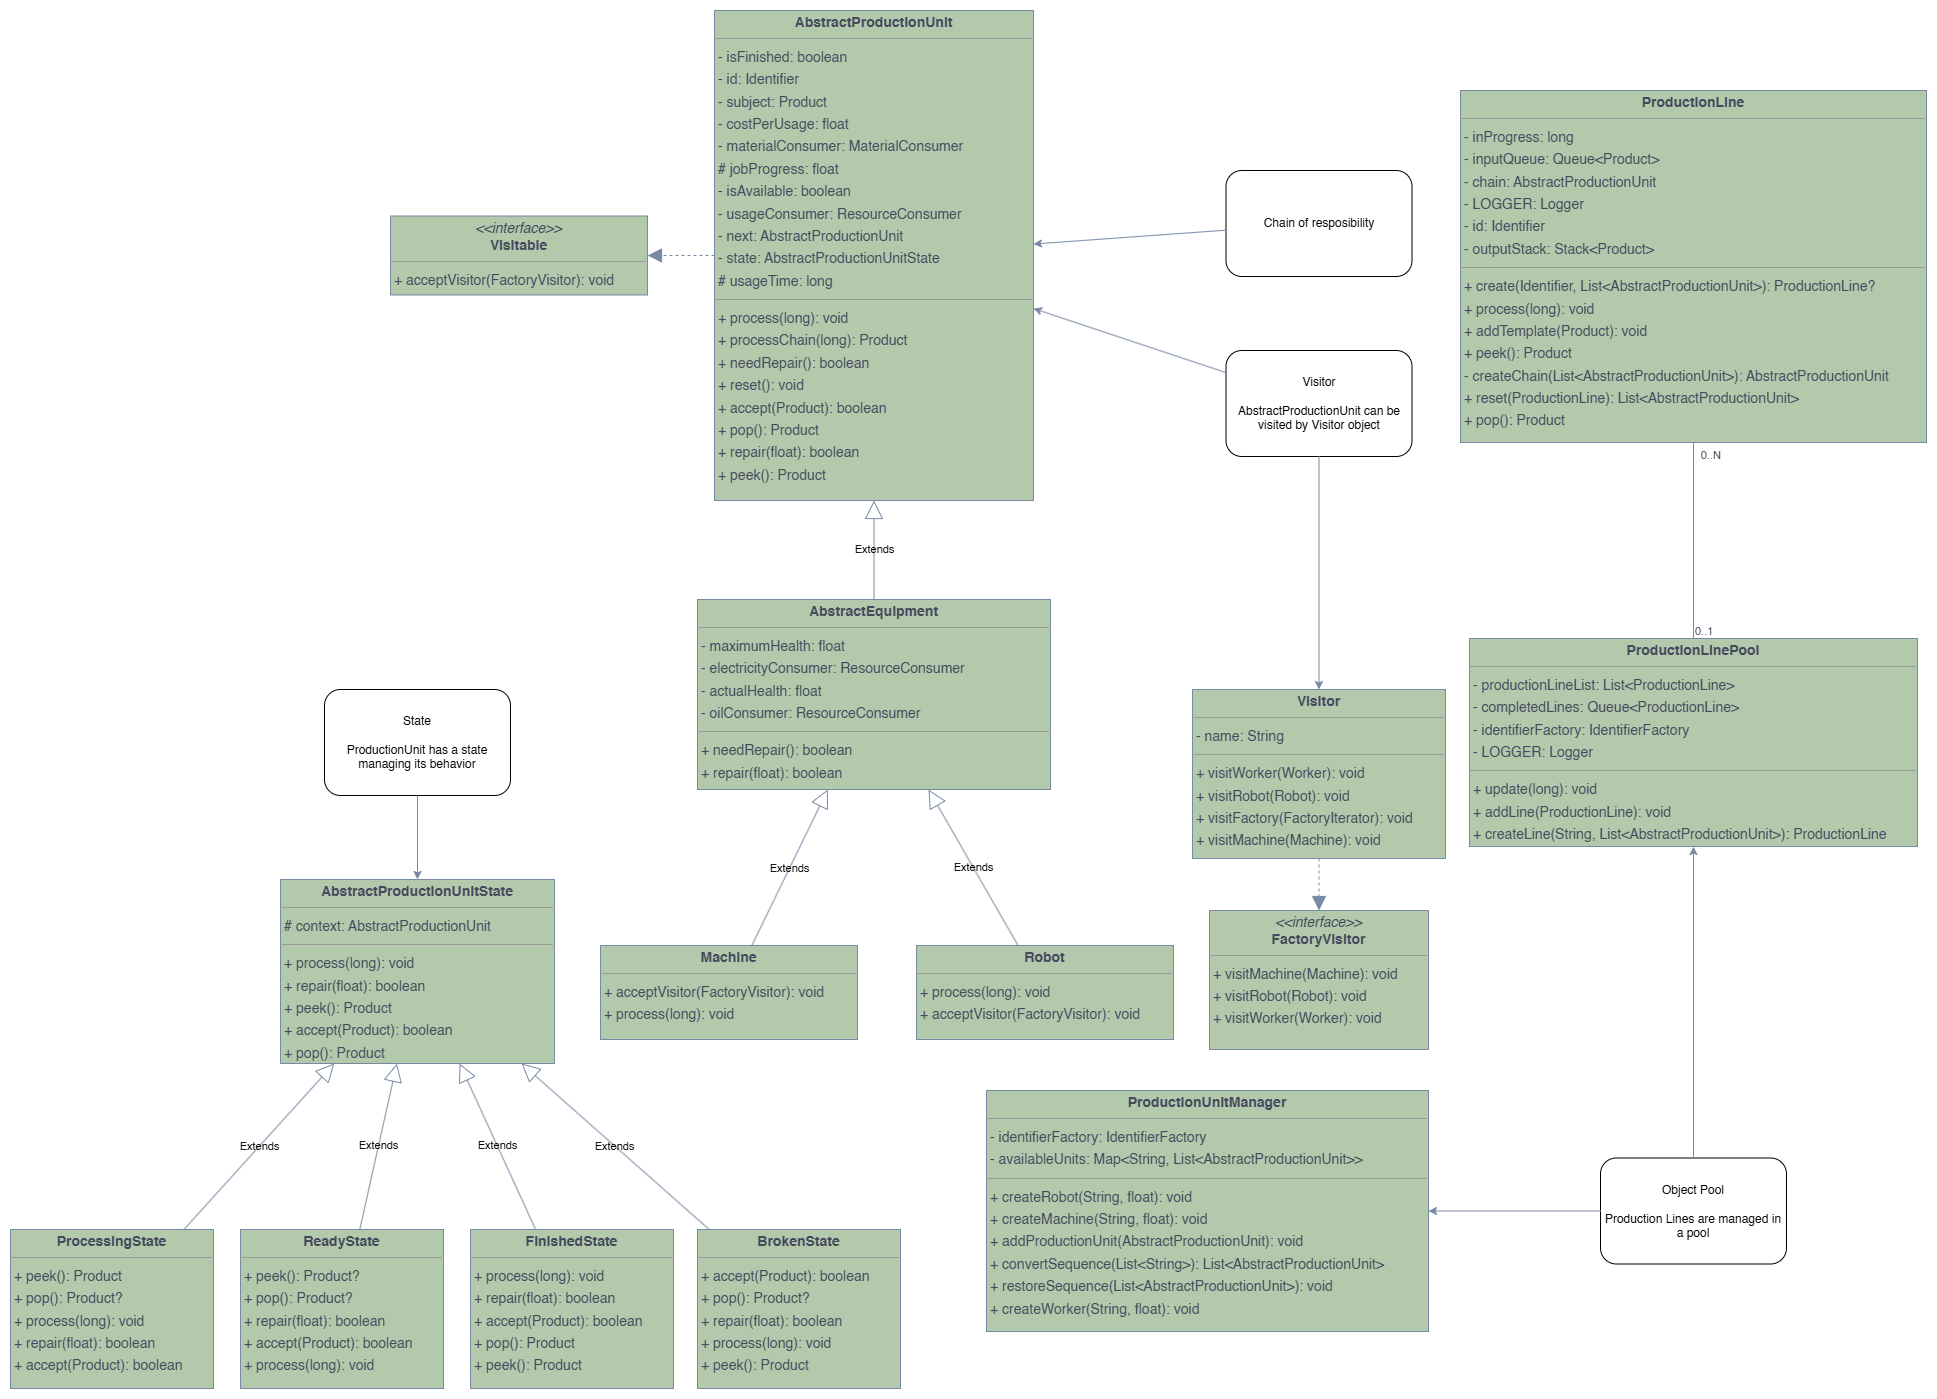 AbstractProductionUnit
- isFinished: boolean
- id: Identifier
- subject: Product
- costPerUsage: float
- materialConsumer: MaterialConsumer
# jobProgress: float
- isAvailable: boolean
- usageConsumer: ResourceConsumer
- next: AbstractProductionUnit
- state: AbstractProductionUnitState
# usageTime: long
+ process(long): void
+ processChain(long): Product
+ needRepair(): boolean
+ reset(): void
+ accept(Product): boolean
+ pop(): Product
+ repair(float): boolean
+ peek(): Product
<<interface>>
Visitable
+ acceptVisitor(FactoryVisitor): void
Chain of resposibility
Visitor
AbstractProductionUnit can be
visited by Visitor object
ProductionLine
- inProgress: long
- inputQueue: Queue<Product>
- chain: AbstractProductionUnit
- LOGGER: Logger
- id: Identifier
- outputStack: Stack<Product>
+ create(Identifier, List<AbstractProductionUnit>): ProductionLine?
+ process(long): void
+ addTemplate(Product): void
+ peek(): Product
- createChain(List<AbstractProductionUnit>): AbstractProductionUnit
+ reset(ProductionLine): List<AbstractProductionUnit>
+ pop(): Product
0..N
0..1
Extends
AbstractEquipment
- maximumHealth: float
- electricityConsumer: ResourceConsumer
- actualHealth: float
- oilConsumer: ResourceConsumer
+ needRepair(): boolean
+ repair(float): boolean
ProductionLinePool
- productionLineList: List<ProductionLine>
- completedLines: Queue<ProductionLine>
- identifierFactory: IdentifierFactory
- LOGGER: Logger
+ update(long): void
+ addLine(ProductionLine): void
+ createLine(String, List<AbstractProductionUnit>): ProductionLine
State
ProductionUnit has a state
managing its behavior
Visitor
- name: String
+ visitWorker(Worker): void
+ visitRobot(Robot): void
+ visitFactory(FactoryIterator): void
+ visitMachine(Machine): void
Extends
Extends
AbstractProductionUnitState
# context: AbstractProductionUnit
+ process(long): void
+ repair(float): boolean
+ peek(): Product
+ accept(Product): boolean
+ pop(): Product
Machine
+ acceptVisitor(FactoryVisitor): void
+ process(long): void
Robot
+ process(long): void
+ acceptVisitor(FactoryVisitor): void
<<interface>>
FactoryVisitor
+ visitMachine(Machine): void
+ visitRobot(Robot): void
+ visitWorker(Worker): void
ProductionUnitManager
- identifierFactory: IdentifierFactory
- availableUnits: Map<String, List<AbstractProductionUnit>>
+ createRobot(String, float): void
+ createMachine(String, float): void
+ addProductionUnit(AbstractProductionUnit): void
+ convertSequence(List<String>): List<AbstractProductionUnit>
+ restoreSequence(List<AbstractProductionUnit>): void
+ createWorker(String, float): void
Object Pool
Production Lines are managed in
a pool
Extends
Extends
Extends
Extends
ProcessingState
+ peek(): Product
+ pop(): Product?
+ process(long): void
+ repair(float): boolean
+ accept(Product): boolean
ReadyState
+ peek(): Product?
+ pop(): Product?
+ repair(float): boolean
+ accept(Product): boolean
+ process(long): void
FinishedState
+ process(long): void
+ repair(float): boolean
+ accept(Product): boolean
+ pop(): Product
+ peek(): Product
BrokenState
+ accept(Product): boolean
+ pop(): Product?
+ repair(float): boolean
+ process(long): void
+ peek(): Product